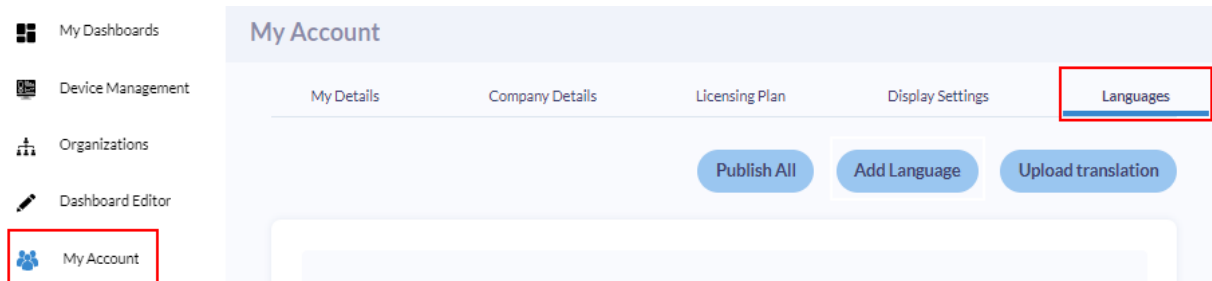 My Dashboards
Device Management
Organizations
Dashboard Editor
My Account
My Account
My Details
Company Details
Licensing Plan
Display Settings
Languages
Publish All
Add Language
Upload translation